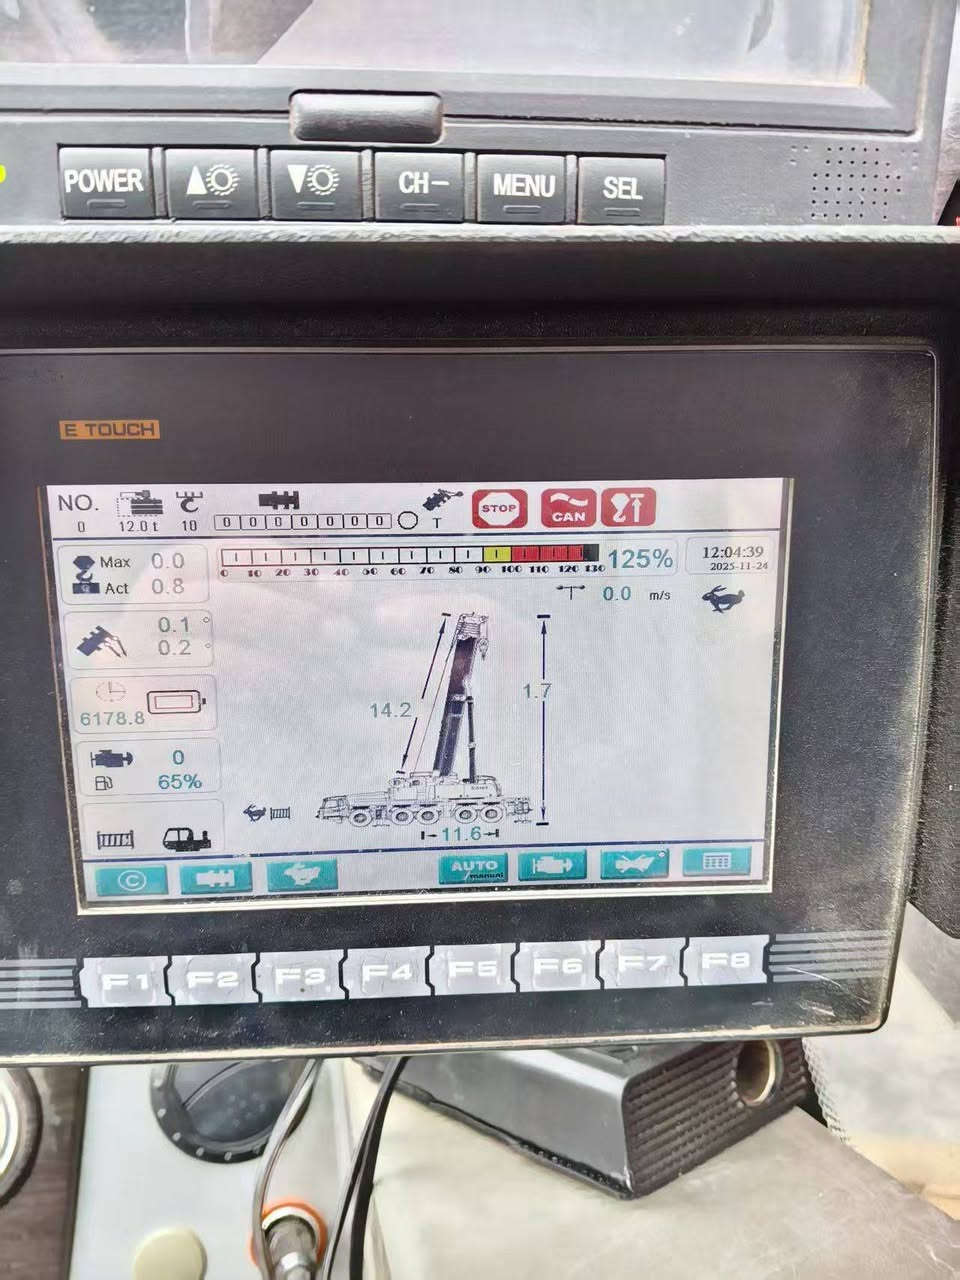 POWER CH- MENU SEL
E TOUCH
NO.
0 12.0 t 10 0 0 0 0 0 0 0 T STOP CAN
Max 0.0
Act 0.8
0 10 20 30 40 50 60 70 80 90 100 110 120 130
125%
12:04:39
2025-11-24
0.0 m/s
0.1°
0.2°
14.2
1.7
6178.8
0
65%
11.6
© AUTO
manual
F1 F2 F3 F4 F5 F6 F7 F8